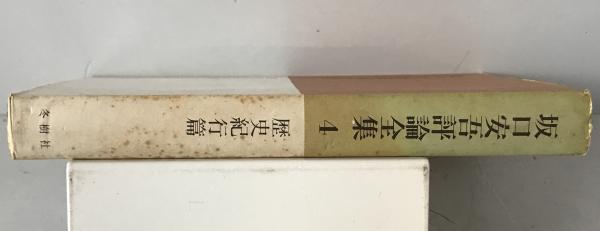 坂口安吾評論全集
4
歴史紀行篇
冬樹社